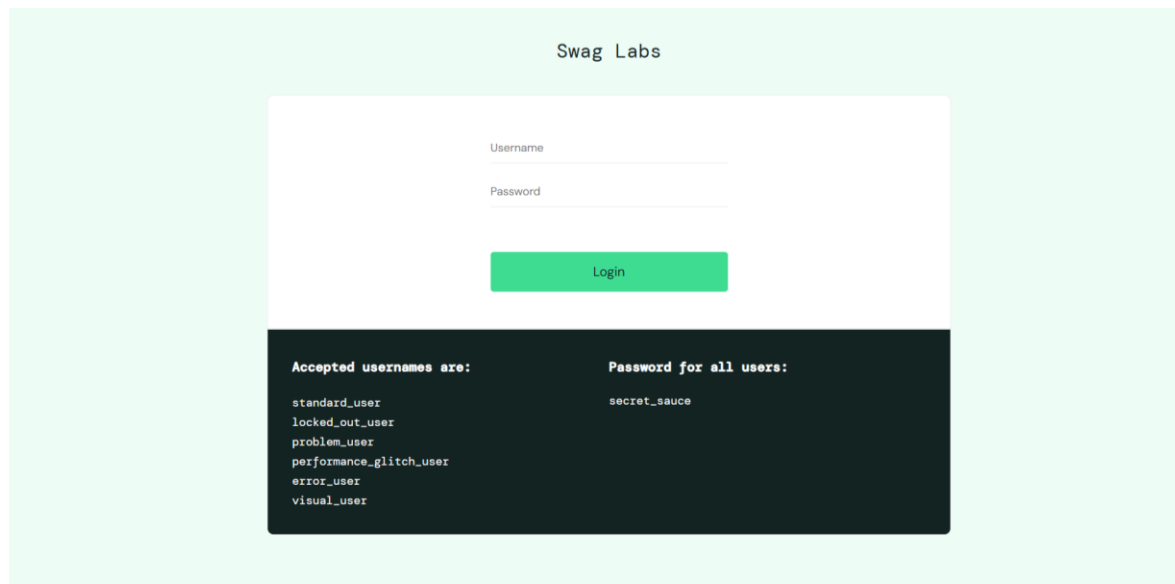 Swag Labs
Username
Password
Login
Accepted usernames are:
standard_user
locked_out_user
problem_user
performance_glitch_user
error_user
visual_user
Password for all users:
secret_sauce